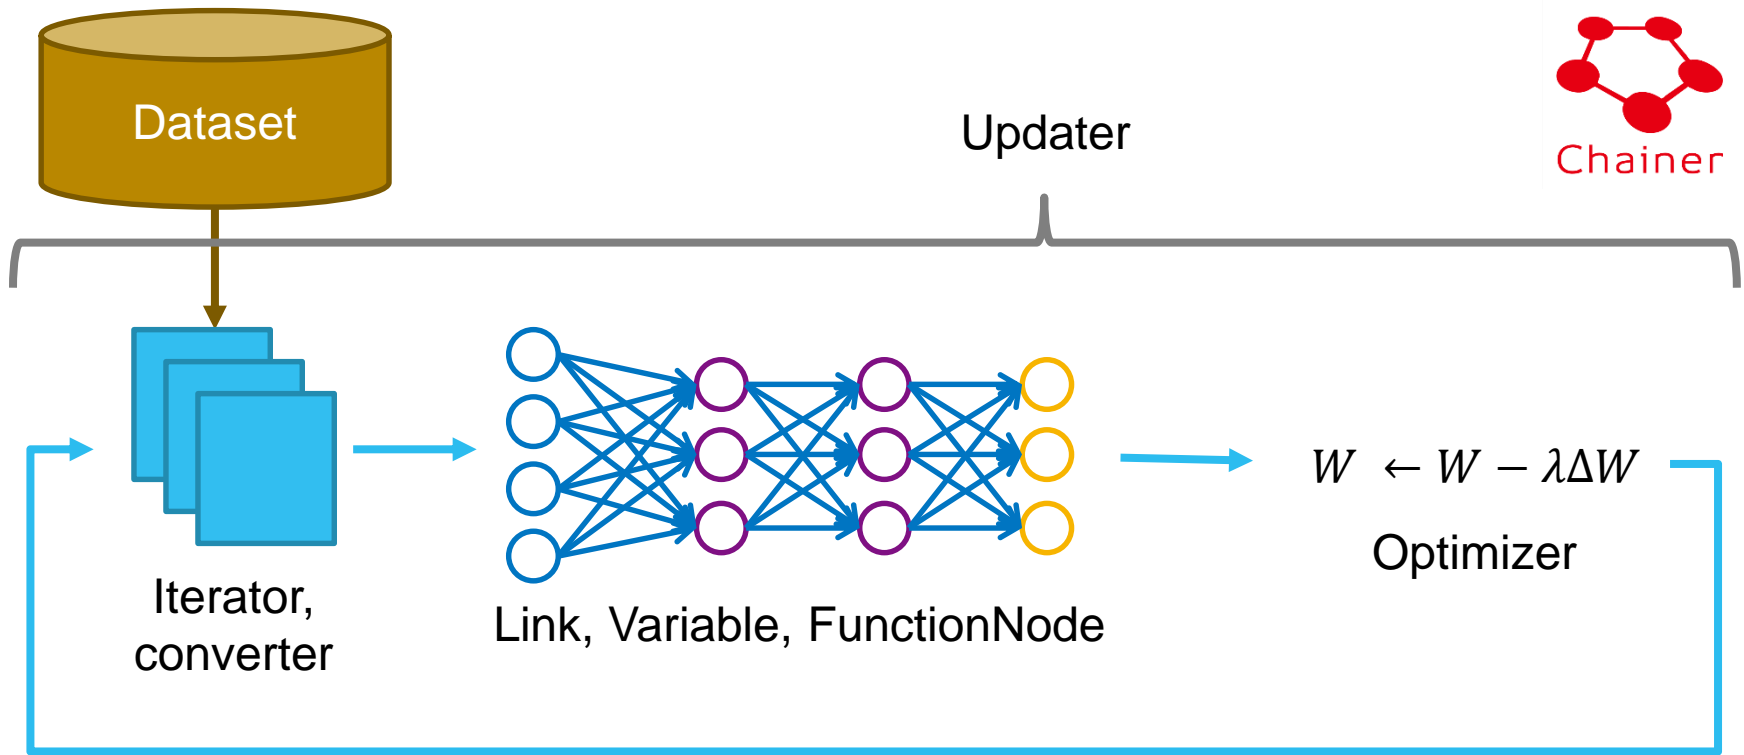 Dataset
Updater
Chainer
W ← W − λΔW
Optimizer
Iterator,
converter
Link, Variable, FunctionNode